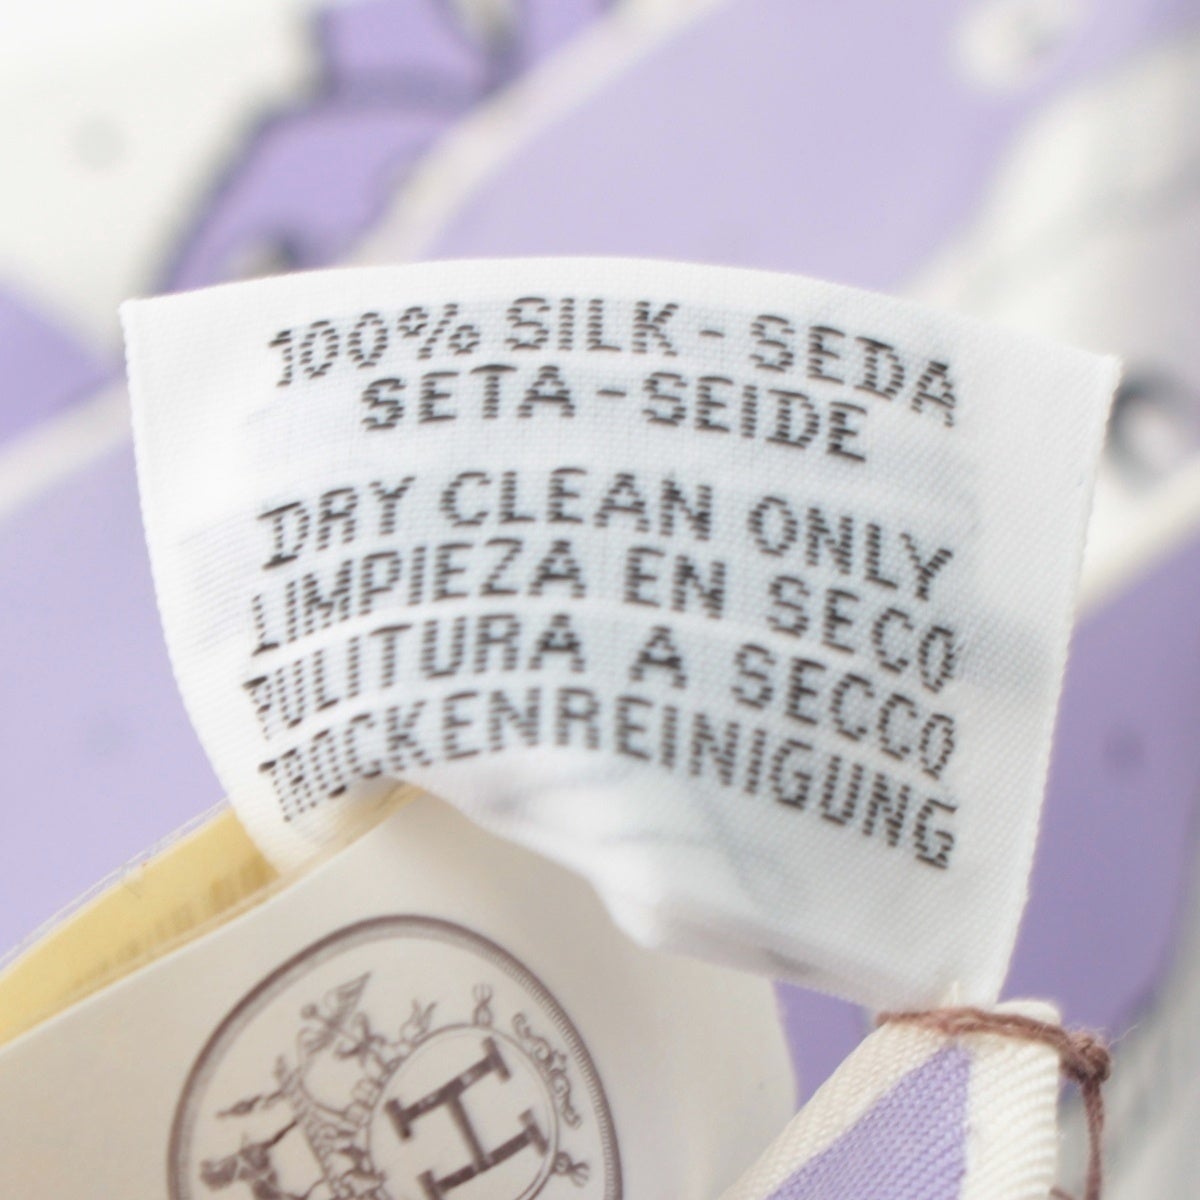 100% SILK - SEDA
SETA - SEIDE
DRY CLEAN ONLY
LIMPIEZA EN SECO
PULITURA A SECCO
TROCKENREINIGUNG
H